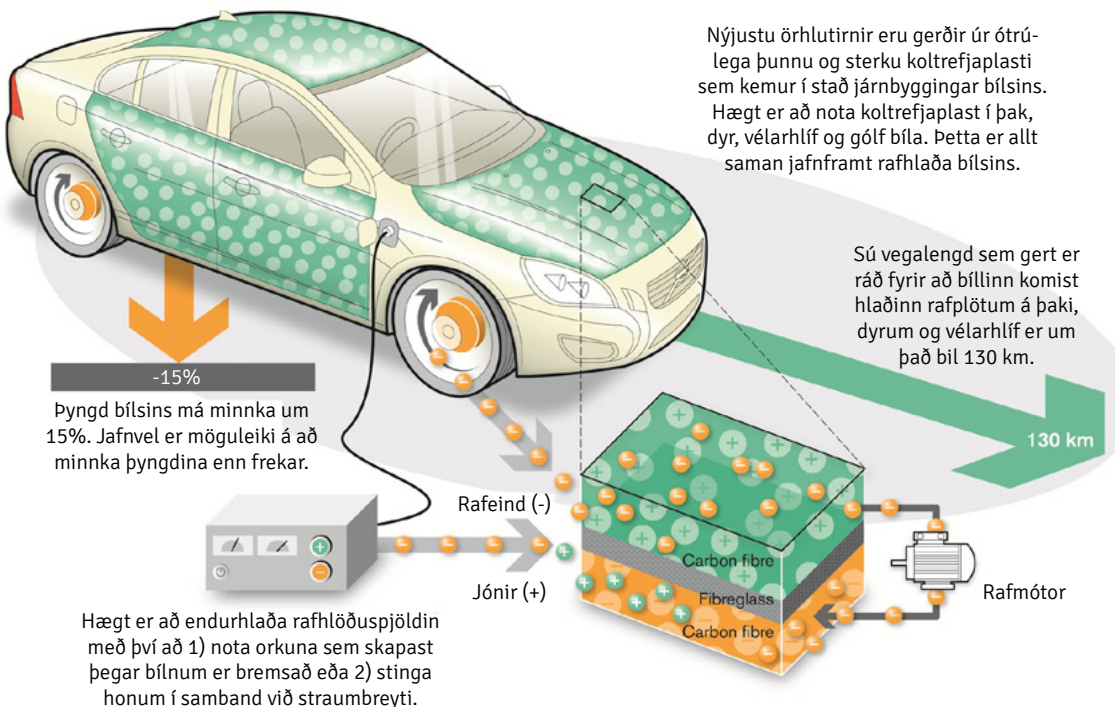 Nýjustu örhlutirnir eru gerðir úr ótrú-
lega þunnu og sterku koltrefjaplasti
sem kemur í stað járnbyggingar bílsins.
Hægt er að nota koltrefjaplast í þak,
dyr, vélarhlíf og gólf bíla. Þetta er allt
saman jafnframt rafhlaða bílsins.
Sú vegalengd sem gert er
ráð fyrir að bíllinn komist
hlaðinn rafplötum á þaki,
dyrum og vélarhlíf er um
það bil 130 km.
130 km
-15%
Þyngd bílsins má minnka um
15%. Jafnvel er möguleiki á að
minnka þyngdina enn frekar.
Rafeind (-)
Jónir (+)
Carbon fibre
Fibreglass
Carbon fibre
Rafmótor
Hægt er að endurhlaða rafhlöðuspjöldin
með því að 1) nota orkuna sem skapast
þegar bílnum er bremsað eða 2) stinga
honum í samband við straumbreyti.